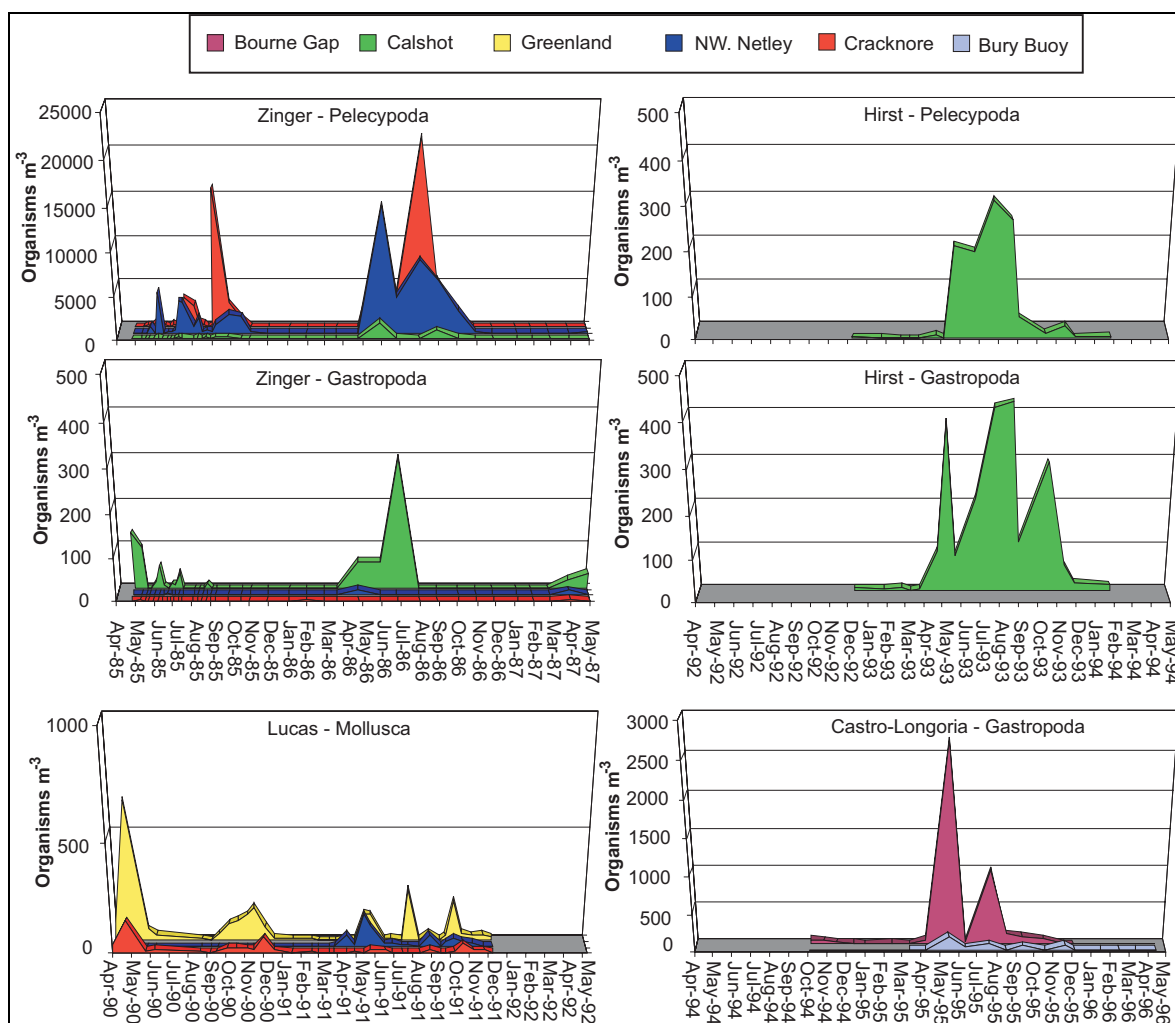 Bourne Gap Calshot Greenland NW. Netley Cracknore Bury Buoy
Zinger - Pelecypoda
Organisms m-3
25000
20000
15000
10000
5000
0
Hirst - Pelecypoda
Organisms m-3
500
400
300
200
100
0
Zinger - Gastropoda
Organisms m-3
500
400
300
200
100
0
Apr-85
May-85
Jun-85
Jul-85
Aug-85
Sep-85
Oct-85
Nov-85
Dec-85
Jan-86
Feb-86
Mar-86
Apr-86
May-86
Jun-86
Jul-86
Aug-86
Sep-86
Oct-86
Nov-86
Dec-86
Jan-87
Feb-87
Mar-87
Apr-87
May-87
Hirst - Gastropoda
Organisms m-3
500
400
300
200
100
0
Apr-92
May-92
Jun-92
Jul-92
Aug-92
Sep-92
Oct-92
Nov-92
Dec-92
Jan-93
Feb-93
Mar-93
Apr-93
May-93
Jun-93
Jul-93
Aug-93
Sep-93
Oct-93
Nov-93
Dec-93
Jan-94
Feb-94
Mar-94
Apr-94
May-94
Lucas - Mollusca
Organisms m-3
1000
500
0
Apr-90
May-90
Jun-90
Jul-90
Aug-90
Sep-90
Oct-90
Nov-90
Dec-90
Jan-91
Feb-91
Mar-91
Apr-91
May-91
Jun-91
Jul-91
Aug-91
Sep-91
Oct-91
Nov-91
Dec-91
Jan-92
Feb-92
Mar-92
Apr-92
May-92
Castro-Longoria - Gastropoda
Organisms m-3
3000
2500
2000
1500
1000
500
0
Apr-94
May-94
Jun-94
Jul-94
Aug-94
Sep-94
Oct-94
Nov-94
Dec-94
Jan-95
Feb-95
Mar-95
Apr-95
May-95
Jun-95
Jul-95
Aug-95
Sep-95
Oct-95
Nov-95
Dec-95
Jan-96
Feb-96
Mar-96
Apr-96
May-96